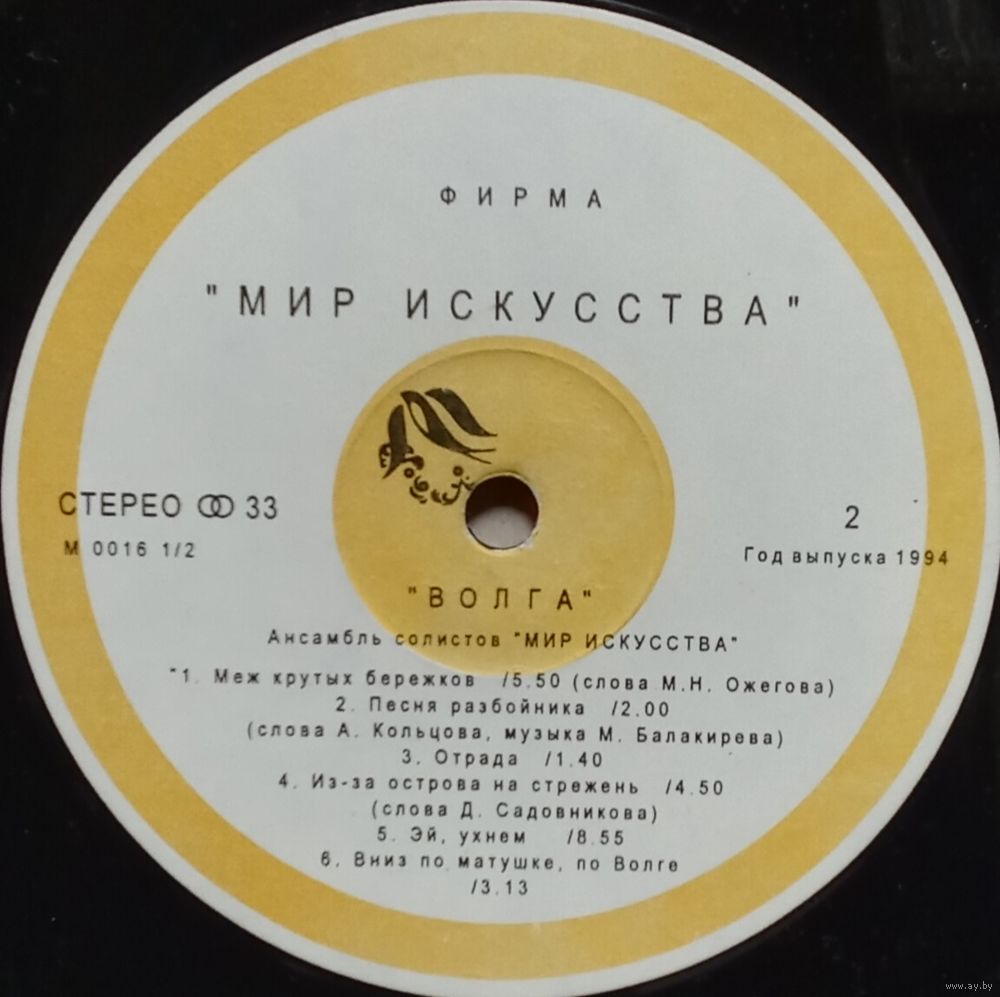 ФИРМА
"МИР ИСКУССТВА"
СТЕРЕО 33
М 0016 1/2
2
Год выпуска 1994
"ВОЛГА"
Ансамбль солистов "МИР ИСКУССТВА"
"1. Меж крутых бережков /5.50 (слова М.Н. Ожегова)
2. Песня разбойника /2.00
(слова А. Кольцова, музыка М. Балакирева)
3. Отрада /1.40
4. Из-за острова на стрежень /4.50
(слова Д. Садовникова)
5. Эй, ухнем /8.55
6. Вниз по матушке, по Волге
/3.13
www.ay.by